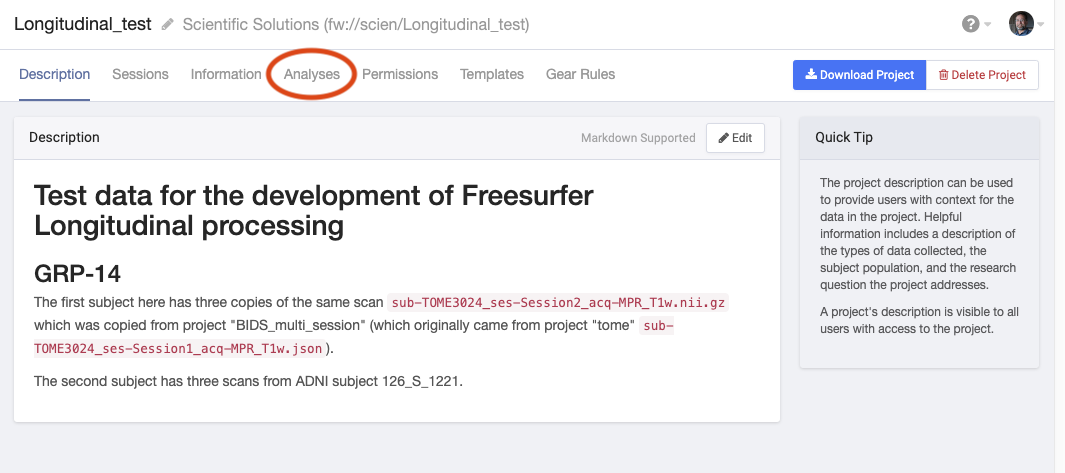 Longitudinal_test Scientific Solutions (fw://scien/Longitudinal_test)
Description Sessions Information Analyses Permissions Templates Gear Rules Download Project Delete Project
Description Markdown Supported Edit
Test data for the development of Freesurfer
Longitudinal processing
GRP-14
The first subject here has three copies of the same scan sub-TOME3024_ses-Session2_acq-MPR_T1w.nii.gz
which was copied from project "BIDS_multi_session" (which originally came from project "tome" sub-
TOME3024_ses-Session1_acq-MPR_T1w.json ).
The second subject has three scans from ADNI subject 126_S_1221.
Quick Tip
The project description can be used
to provide users with context for the
data in the project. Helpful
information includes a description of
the types of data collected, the
subject population, and the research
question the project addresses.
A project's description is visible to all
users with access to the project.